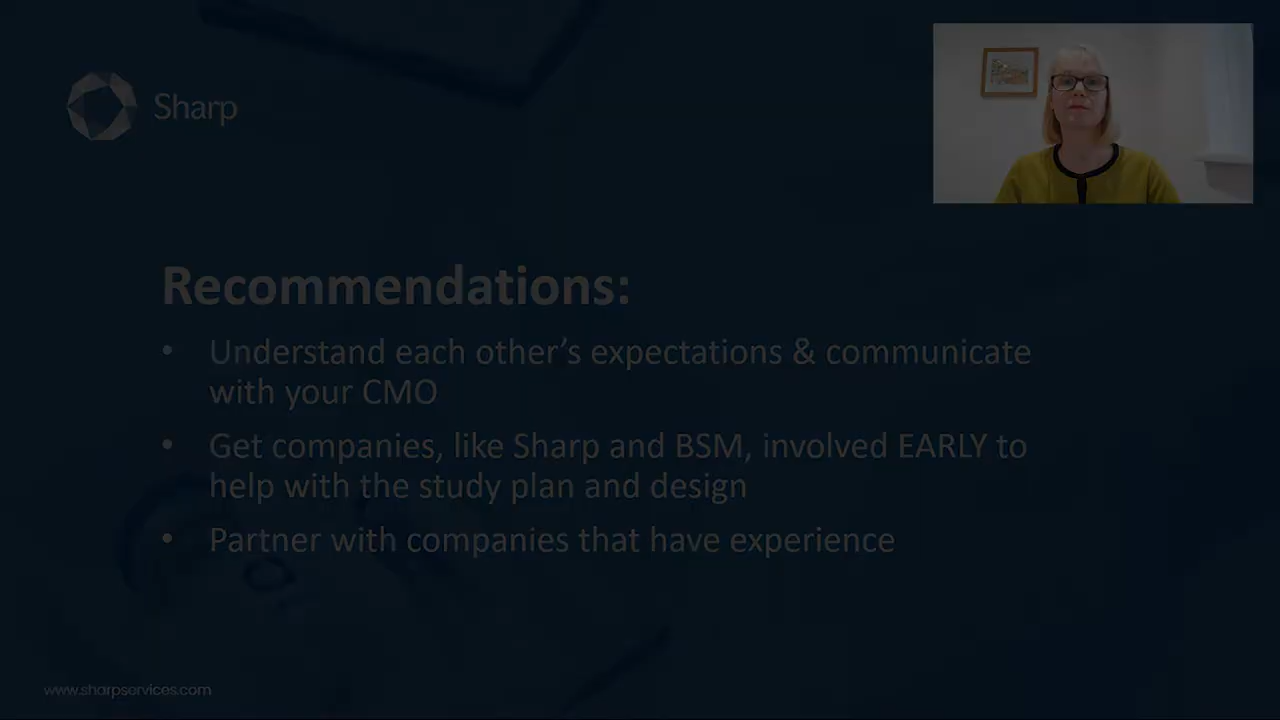 Sharp
Recommendations:
• Understand each other’s expectations & communicate
with your CMO
• Get companies, like Sharp and BSM, involved EARLY to
help with the study plan and design
• Partner with companies that have experience
www.sharpservices.com